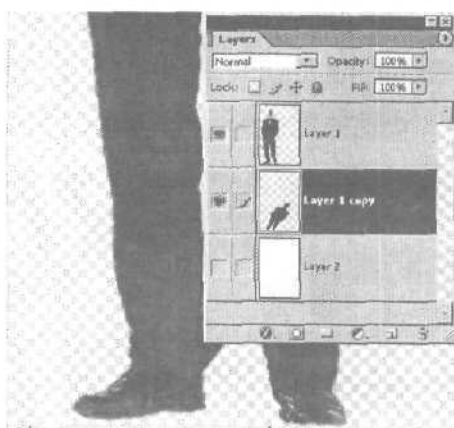 Layers
Normal Opacity: 100%
Lock: Fill: 100%
Layer 1
Layer 1 copy
Layer 2